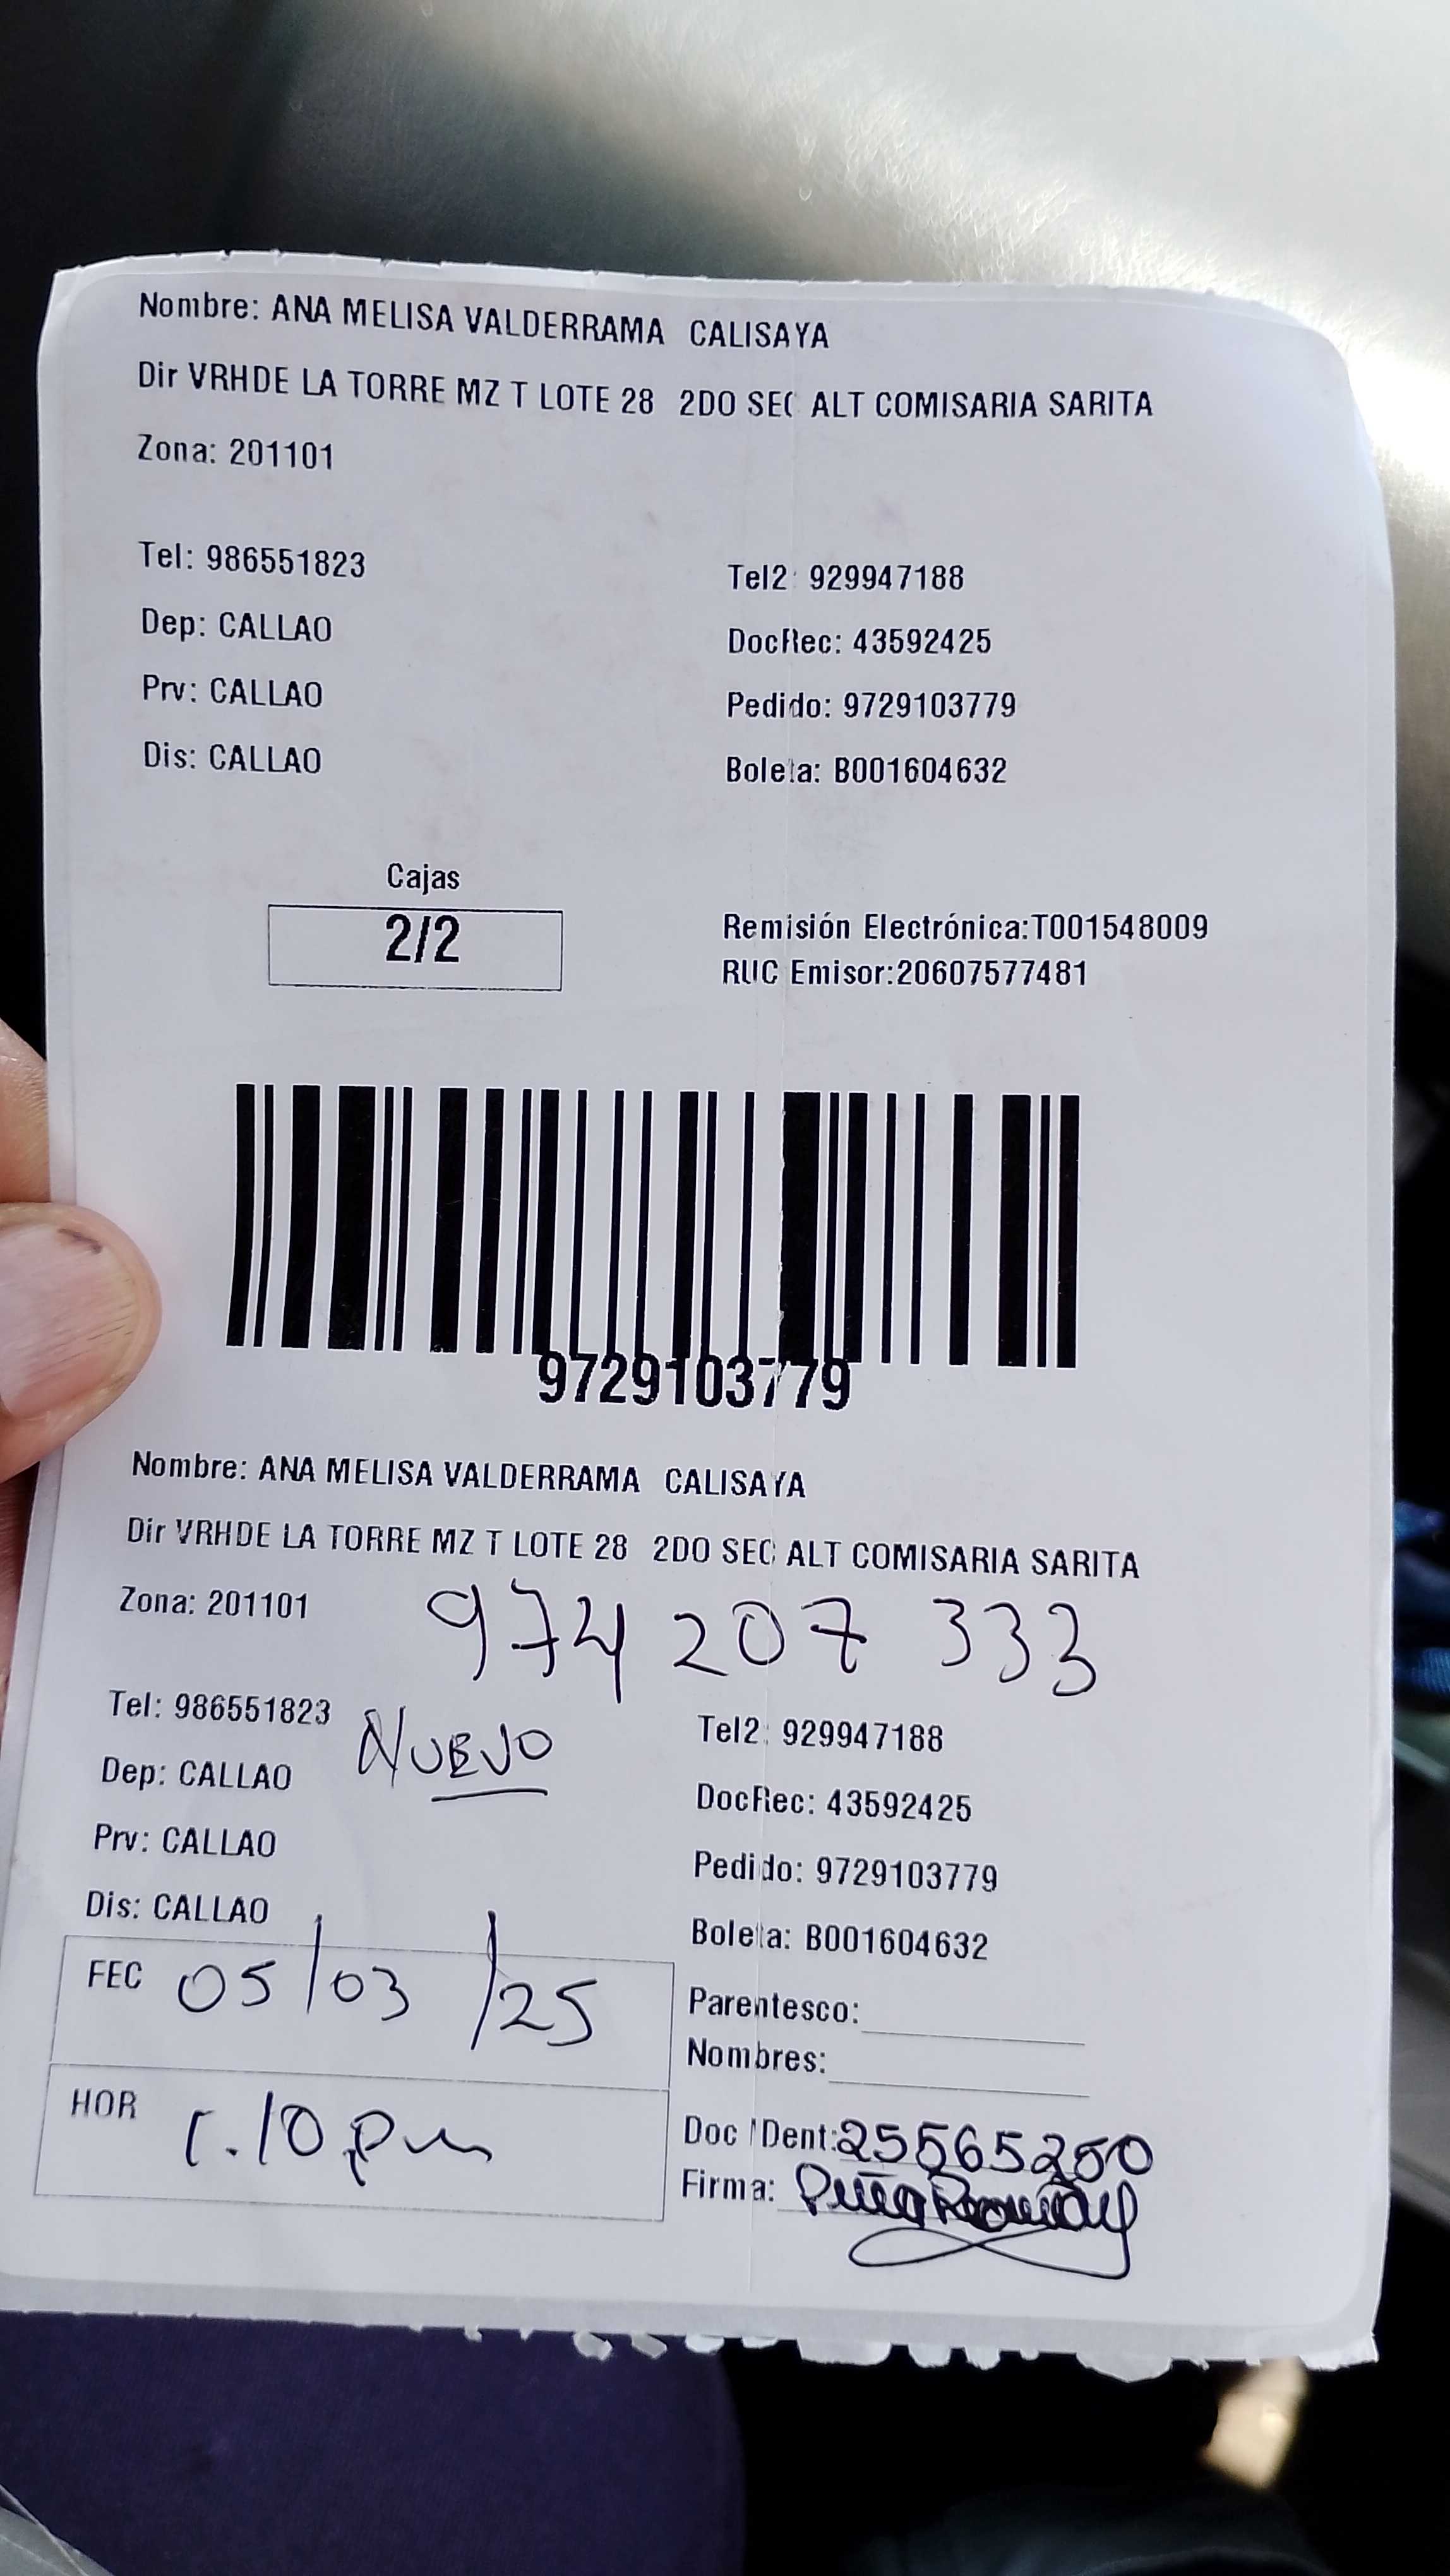 Nombre: ANA MELISA VALDERRAMA CALISAYA
Dir VRHDE LA TORRE MZ T LOTE 28 2DO SEC ALT COMISARIA SARITA
Zona: 201101
Tel: 986551823 Tel2: 929947188
Dep: CALLAO DocRec: 43592425
Prv: CALLAO Pedido: 9729103779
Dis: CALLAO Boleta: B001604632
Cajas
2/2
Remisión Electrónica:T001548009
RUC Emisor:20607577481
9729103779
Nombre: ANA MELISA VALDERRAMA CALISAYA
Dir VRHDE LA TORRE MZ T LOTE 28 2DO SEC ALT COMISARIA SARITA
Zona: 201101 974 207 333
Tel: 986551823 NUEVO Tel2: 929947188
Dep: CALLAO DocRec: 43592425
Prv: CALLAO Pedido: 9729103779
Dis: CALLAO Boleta: B001604632
FEC 05/03/25 Parentesco:
Nombres:
HOR 1.10 pm Doc IDent: 25565250
Firma: